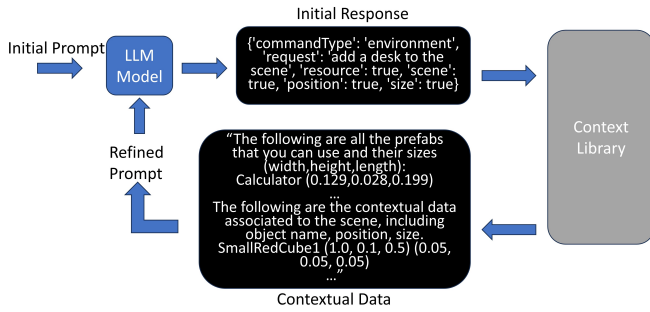 Initial Response
Initial Prompt
LLM
Model
{'commandType': 'environment',
'request': 'add a desk to the
scene', 'resource': true, 'scene':
true, 'position': true, 'size': true}
Context
Library
Refined
Prompt
“The following are all the prefabs
that you can use and their sizes
(width,height,length):
Calculator (0.129,0.028,0.199)
...
The following are the contextual data
associated to the scene, including
object name, position, size.
SmallRedCube1 (1.0, 0.1, 0.5) (0.05,
0.05, 0.05)
...”
Contextual Data